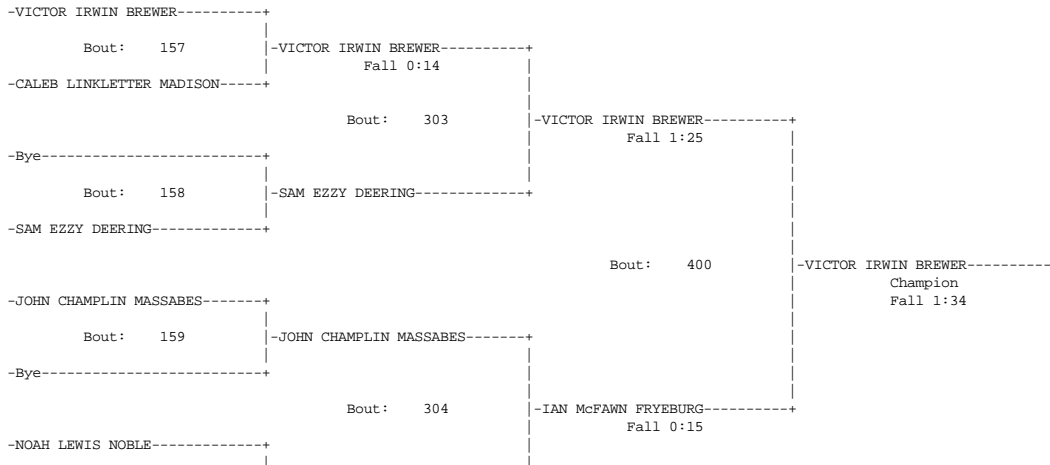 -VICTOR IRWIN BREWER----------+
Bout: 157 |-VICTOR IRWIN BREWER----------+
Fall 0:14
-CALEB LINKLETTER MADISON-----+
Bout: 303 |-VICTOR IRWIN BREWER----------+
Fall 1:25
-Bye--------------------------+
Bout: 158 |-SAM EZZY DEERING-------------+
-SAM EZZY DEERING-------------+
Bout: 400 |-VICTOR IRWIN BREWER----------
Champion
-JOHN CHAMPLIN MASSABES-------+ Fall 1:34
Bout: 159 |-JOHN CHAMPLIN MASSABES-------+
-Bye--------------------------+
Bout: 304 |-IAN McFAWN FRYEBURG----------+
Fall 0:15
-NOAH LEWIS NOBLE-------------+